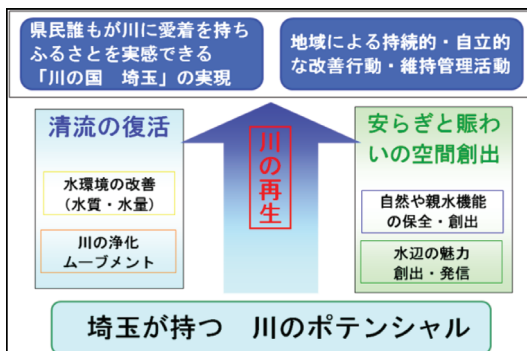 県民誰もが川に愛着を持ち
ふるさとを実感できる
「川の国　埼玉」の実現
地域による持続的・自立的
な改善行動・維持管理活動
清流の復活
水環境の改善
（水質・水量）
川の浄化
ムーブメント
川の再生
安らぎと賑わ
いの空間創出
自然や親水機能
の保全・創出
水辺の魅力
創出・発信
埼玉が持つ　川のポテンシャル